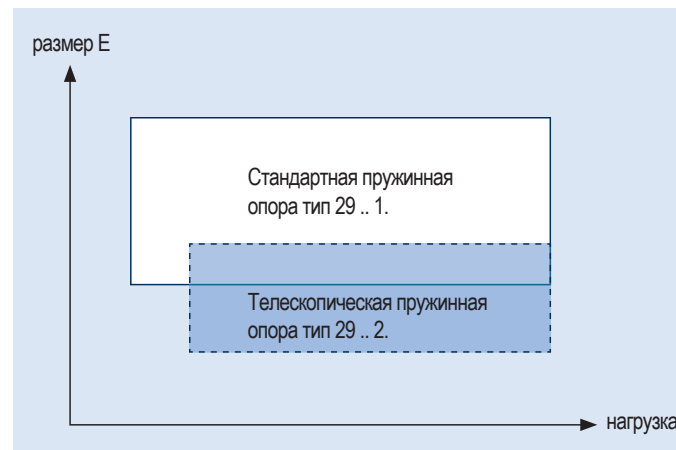 размер E
Стандартная пружинная
опора тип 29 .. 1.
Телескопическая пружинная
опора тип 29 .. 2.
нагрузка